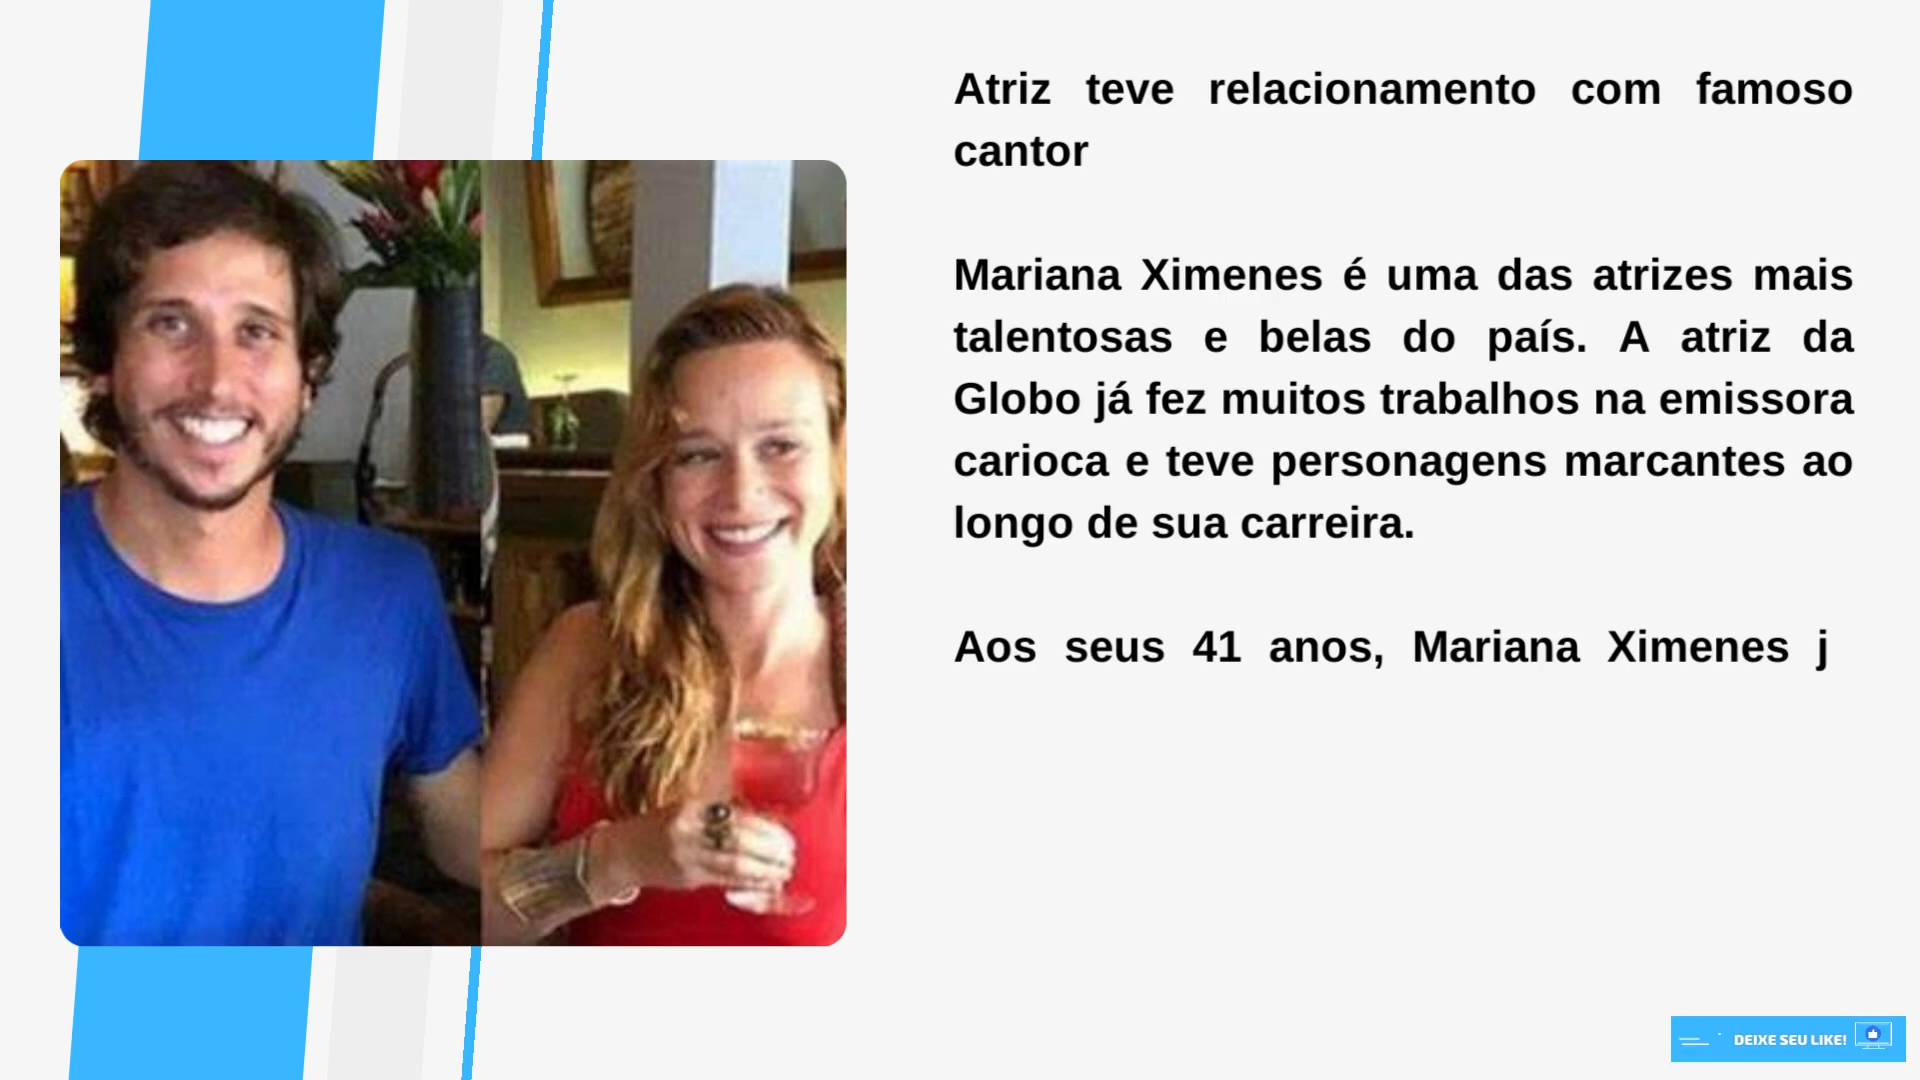 Atriz teve relacionamento com famoso
cantor
Mariana Ximenes é uma das atrizes mais
talentosas e belas do país. A atriz da
Globo já fez muitos trabalhos na emissora
carioca e teve personagens marcantes ao
longo de sua carreira.
Aos seus 41 anos, Mariana Ximenes j
DEIXE SEU LIKE!